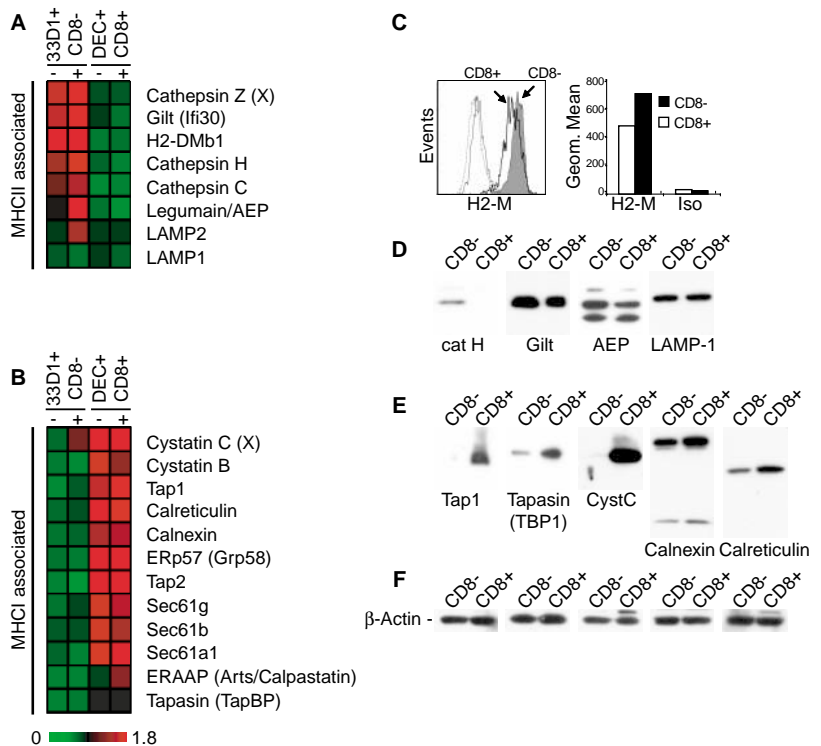 A
33D1+
CD8-
DEC+
CD8+
- + - +
MHCII associated
Cathepsin Z (X)
Gilt (Ifi30)
H2-DMb1
Cathepsin H
Cathepsin C
Legumain/AEP
LAMP2
LAMP1
B
33D1+
CD8-
DEC+
CD8+
- + - +
MHCI associated
Cystatin C (X)
Cystatin B
Tap1
Calreticulin
Calnexin
ERp57 (Grp58)
Tap2
Sec61g
Sec61b
Sec61a1
ERAAP (Arts/Calpastatin)
Tapasin (TapBP)
0 1.8
C
CD8+ CD8-
Events
H2-M
Geom. Mean
800
600
400
200
0
CD8-
CD8+
H2-M Iso
D
CD8- CD8+ CD8- CD8+ CD8- CD8+ CD8- CD8+
cat H Gilt AEP LAMP-1
E
CD8- CD8+ CD8- CD8+ CD8- CD8+ CD8- CD8+ CD8- CD8+
Tap1 Tapasin CystC
(TBP1)
Calnexin Calreticulin
F
CD8- CD8+ CD8- CD8+ CD8- CD8+ CD8- CD8+ CD8- CD8+
β-Actin -